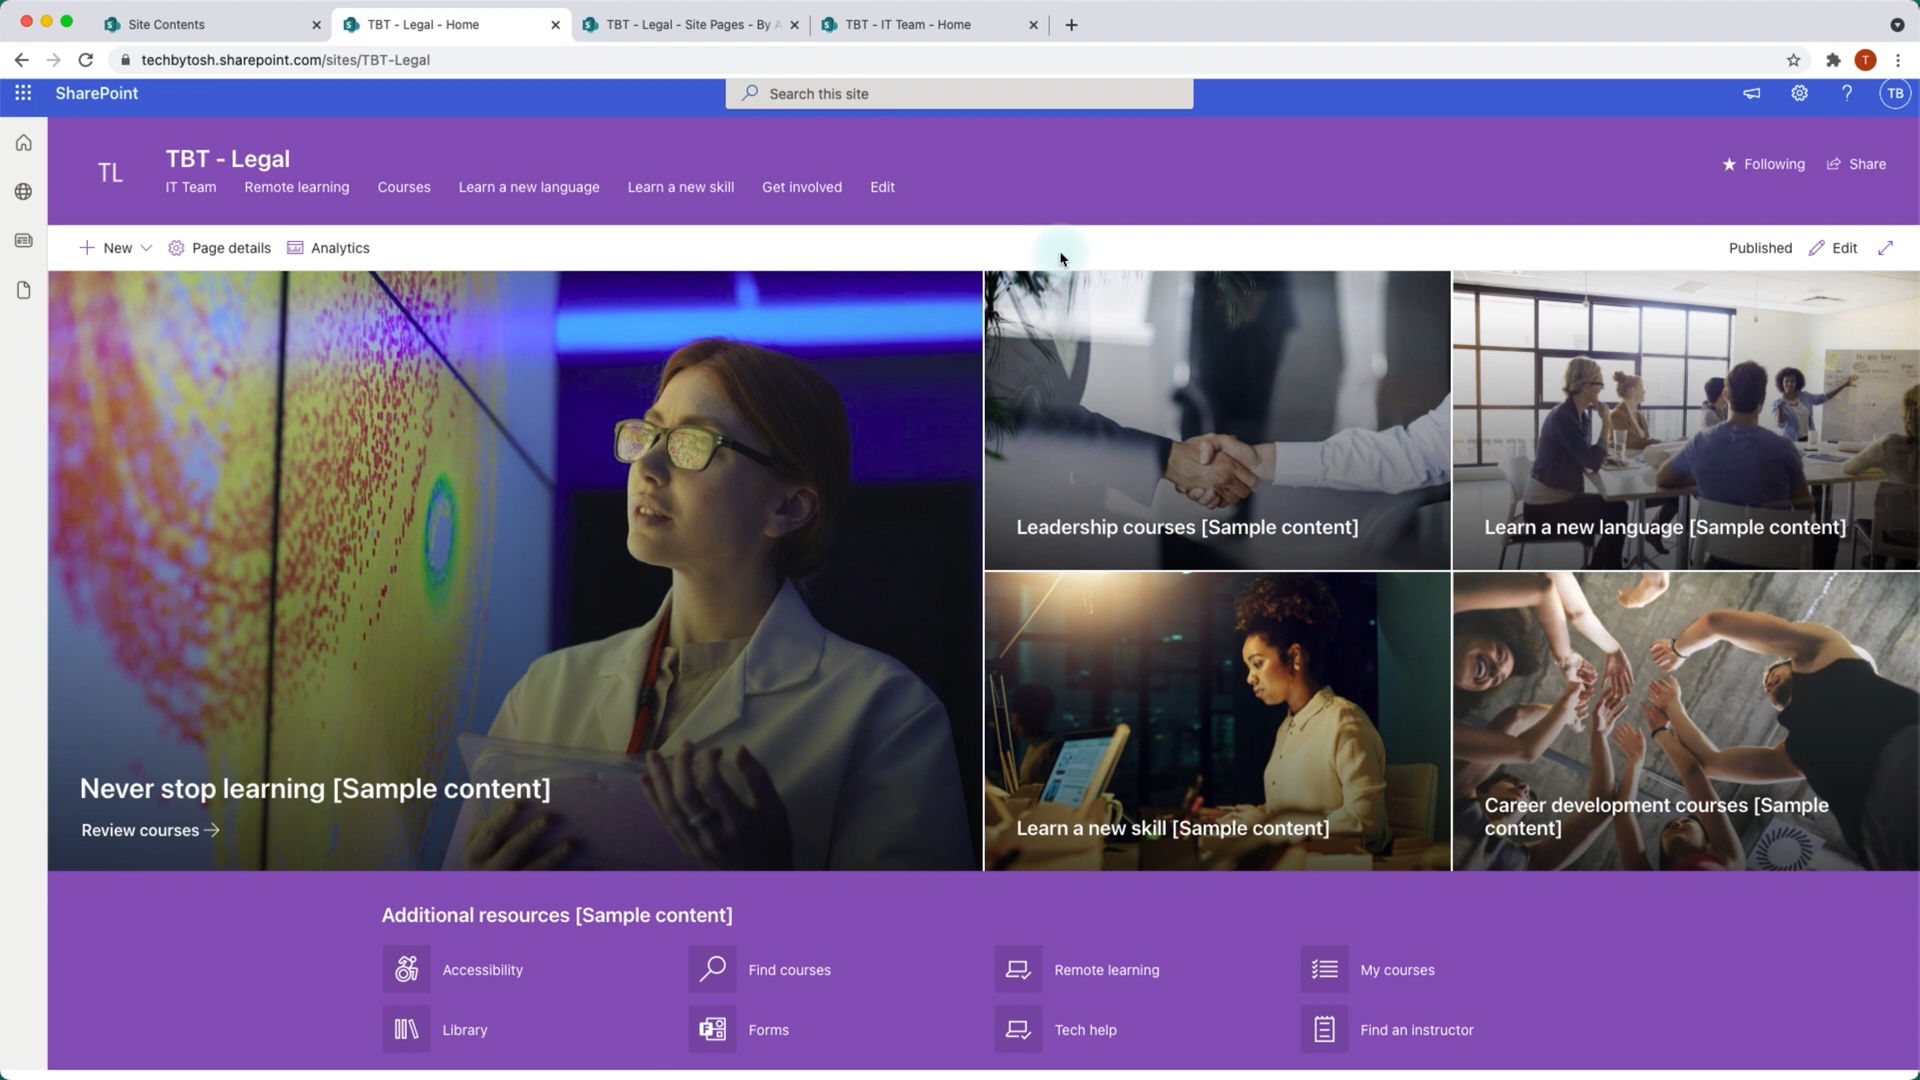 Site Contents
TBT - Legal - Home
TBT - Legal - Site Pages - By A
TBT - IT Team - Home
techbytosh.sharepoint.com/sites/TBT-Legal
T
SharePoint
Search this site
TB
TL
TBT - Legal
IT Team
Remote learning
Courses
Learn a new language
Learn a new skill
Get involved
Edit
Following
Share
New
Page details
Analytics
Published
Edit
Never stop learning [Sample content]
Review courses
Leadership courses [Sample content]
Learn a new language [Sample content]
Learn a new skill [Sample content]
Career development courses [Sample
content]
Additional resources [Sample content]
Accessibility
Find courses
Remote learning
My courses
Library
Forms
Tech help
Find an instructor